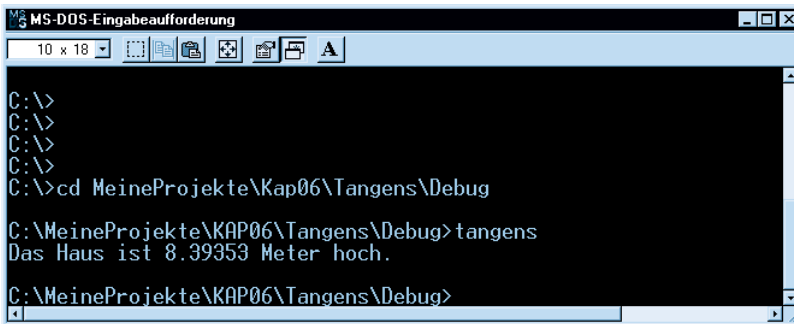 MS-DOS-Eingabeaufforderung
10 x 18
A
C:\>
C:\>
C:\>
C:\>
C:\>cd MeineProjekte\Kap06\Tangens\Debug
C:\MeineProjekte\KAP06\Tangens\Debug>tangens
Das Haus ist 8.39353 Meter hoch.
C:\MeineProjekte\KAP06\Tangens\Debug>